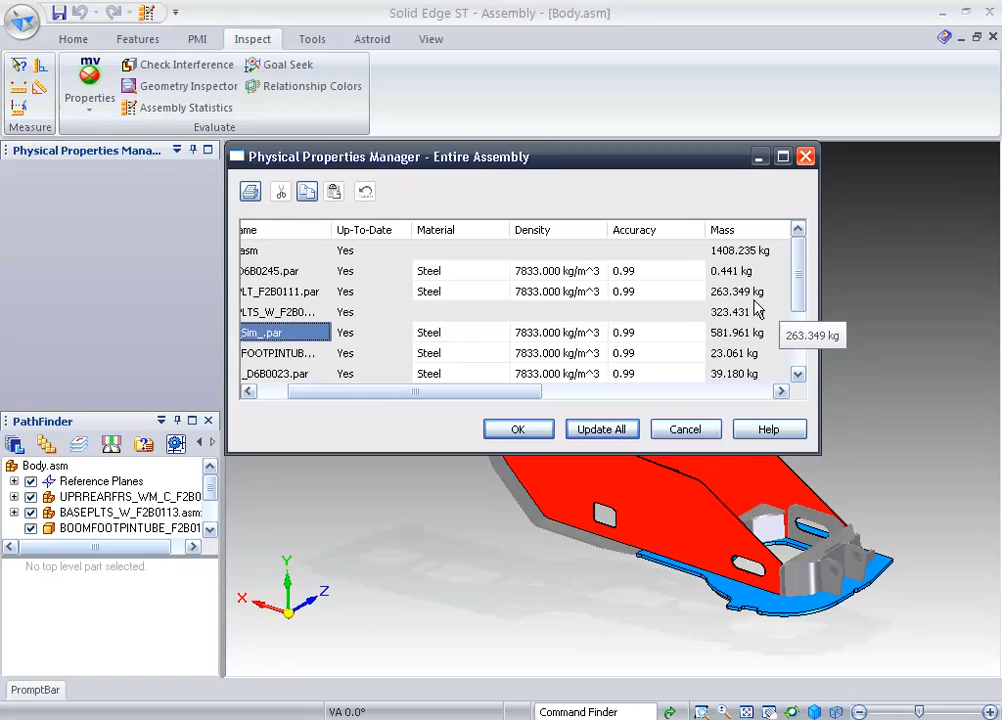 Solid Edge ST - Assembly - [Body.asm]
Home Features PMI Inspect Tools Astroid View
Check Interference Goal Seek
Geometry Inspector Relationship Colors
Properties Assembly Statistics
Measure Evaluate
Physical Properties Mana...
Physical Properties Manager - Entire Assembly
ame Up-To-Date Material Density Accuracy Mass
asm Yes 1408.235 kg
D6B0245.par Yes Steel 7833.000 kg/m^3 0.99 0.441 kg
PLT_F2B0111.par Yes Steel 7833.000 kg/m^3 0.99 263.349 kg
PLTS_W_F2B0... Yes 323.431 kg
Sim_.par Yes Steel 7833.000 kg/m^3 0.99 581.961 kg
263.349 kg
FOOTPINTUB... Yes Steel 7833.000 kg/m^3 0.99 23.061 kg
_D6B0023.par Yes Steel 7833.000 kg/m^3 0.99 39.180 kg
OK Update All Cancel Help
PathFinder
Body.asm
Reference Planes
UPRREARFRS_WM_C_F2B0
BASEPLTS_W_F2B0113.asm
BOOMFOOTPINTUBE_F2B01
No top level part selected.
Y
X Z
PromptBar
VA 0.0° Command Finder